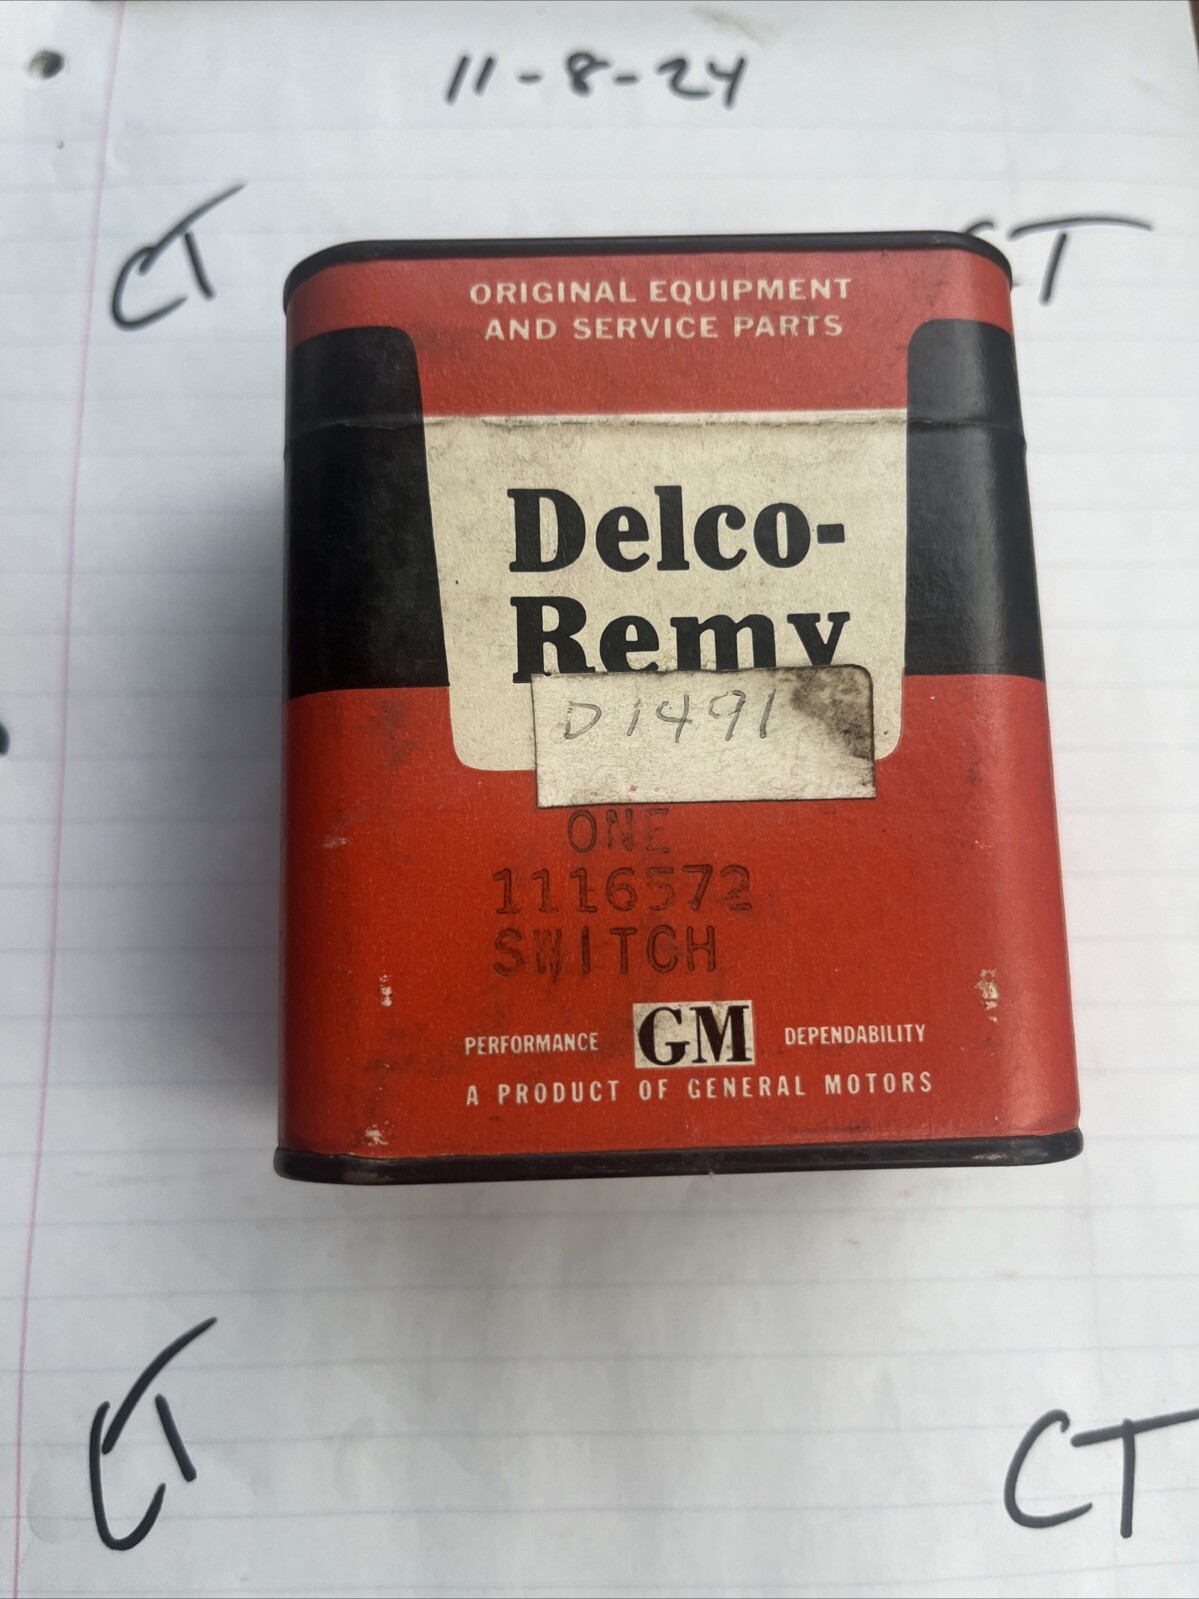 11-8-24
CT
CT
ORIGINAL EQUIPMENT
AND SERVICE PARTS
Delco-
Remy
D1491
ONE
1116572
SWITCH
PERFORMANCE GM DEPENDABILITY
A PRODUCT OF GENERAL MOTORS
CT
CT